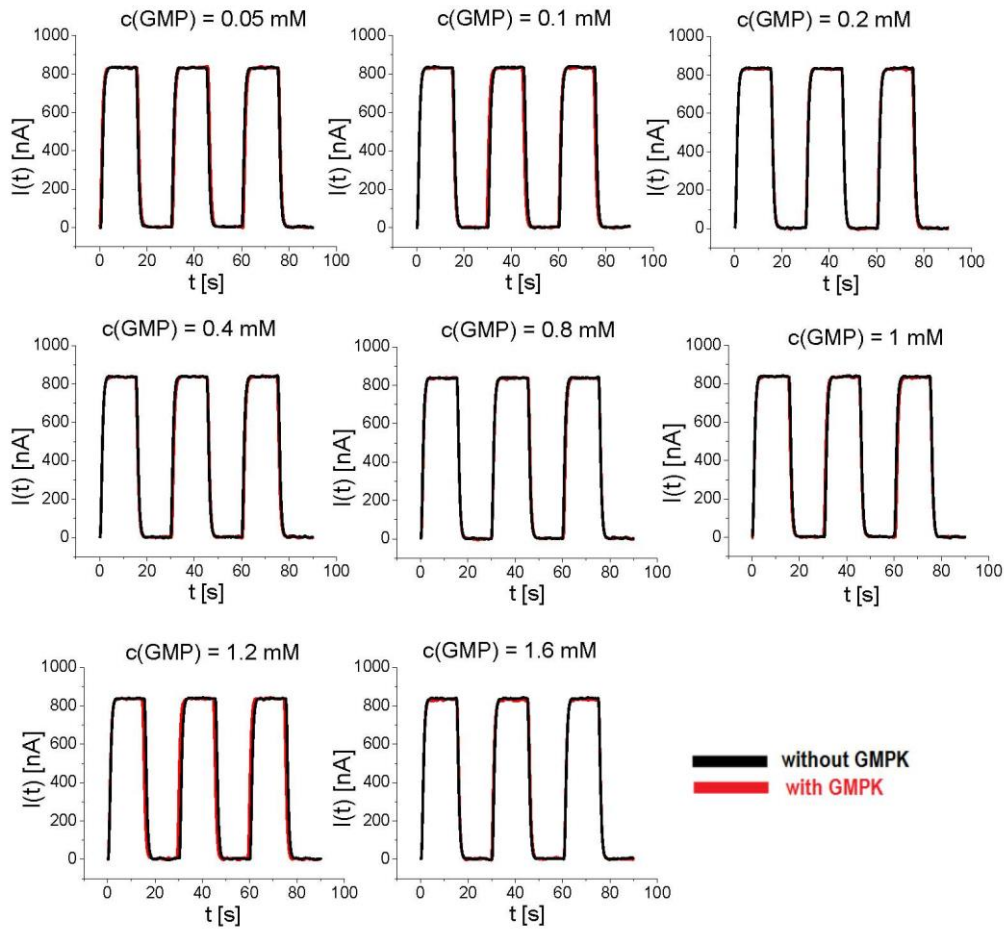 c(GMP) = 0.05 mM
c(GMP) = 0.1 mM
c(GMP) = 0.2 mM
1000
800
600
400
200
0
I(t) [nA]
0 20 40 60 80 100
t [s]
1000
800
600
400
200
0
I(t) [nA]
0 20 40 60 80 100
t [s]
1000
800
600
400
200
0
I(t) [nA]
0 20 40 60 80 100
t [s]
c(GMP) = 0.4 mM
c(GMP) = 0.8 mM
c(GMP) = 1 mM
1000
800
600
400
200
0
I(t) [nA]
0 20 40 60 80 100
t [s]
1000
800
600
400
200
0
I(t) [nA]
0 20 40 60 80 100
t [s]
1000
800
600
400
200
0
I(t) [nA]
0 20 40 60 80 100
t [s]
c(GMP) = 1.2 mM
c(GMP) = 1.6 mM
1000
800
600
400
200
0
I(t) [nA]
0 20 40 60 80 100
t [s]
1000
800
600
400
200
0
I(t) [nA]
0 20 40 60 80 100
t [s]
without GMPK
with GMPK